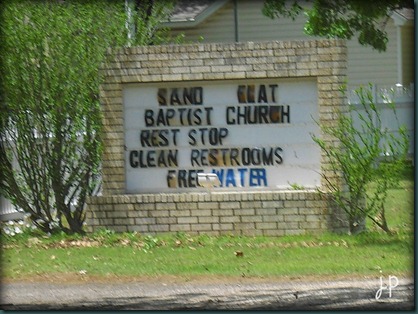 SAND FLAT
BAPTIST CHURCH
REST STOP
CLEAN RESTROOMS
FREE WATER
jp